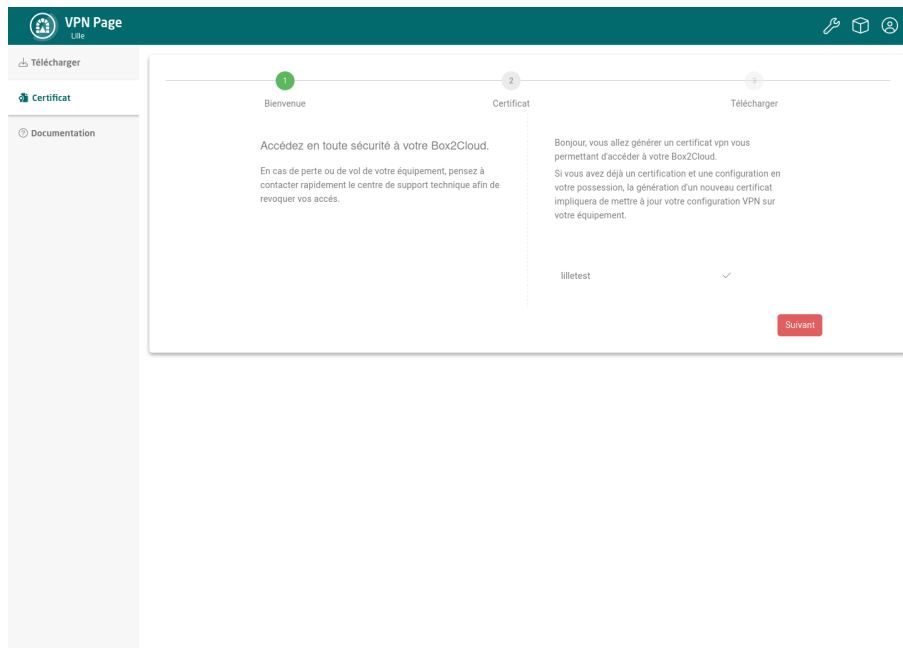 VPN Page
Lille
Télécharger
Certificat
Documentation
1
2
3
Bienvenue
Certificat
Télécharger
Accédez en toute sécurité à votre Box2Cloud.
En cas de perte ou de vol de votre équipement, pensez à
contacter rapidement le centre de support technique afin de
revoquer vos accés.
Bonjour, vous allez générer un certificat vpn vous
permettant d'accéder à votre Box2Cloud.
Si vous avez déjà un certification et une configuration en
votre possession, la génération d'un nouveau certificat
impliquera de mettre à jour votre configuration VPN sur
votre équipement.
lilletest
Suivant